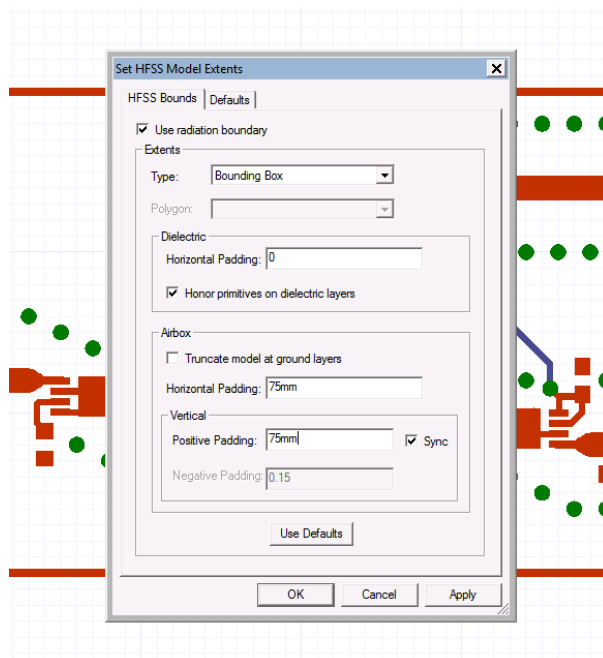 Set HFSS Model Extents
HFSS Bounds Defaults
Use radiation boundary
Extents
Type: Bounding Box
Polygon:
Dielectric
Horizontal Padding: 0
Honor primitives on dielectric layers
Airbox
Truncate model at ground layers
Horizontal Padding: 75mm
Vertical
Positive Padding: 75mm Sync
Negative Padding: 0.15
Use Defaults
OK Cancel Apply